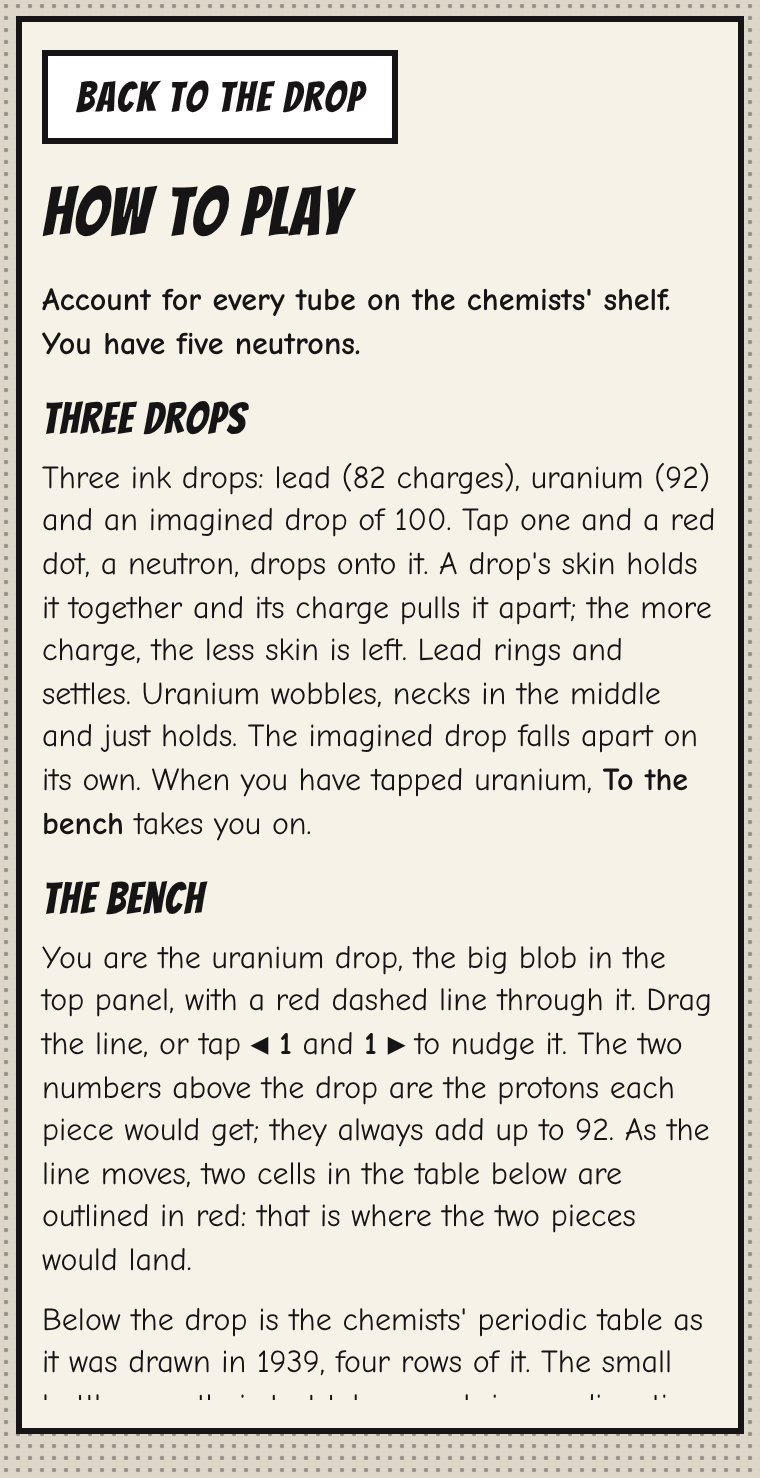 BACK TO THE DROP
HOW TO PLAY
Account for every tube on the chemists' shelf.
You have five neutrons.
THREE DROPS
Three ink drops: lead (82 charges), uranium (92)
and an imagined drop of 100. Tap one and a red
dot, a neutron, drops onto it. A drop's skin holds
it together and its charge pulls it apart; the more
charge, the less skin is left. Lead rings and
settles. Uranium wobbles, necks in the middle
and just holds. The imagined drop falls apart on
its own. When you have tapped uranium, To the
bench takes you on.
THE BENCH
You are the uranium drop, the big blob in the
top panel, with a red dashed line through it. Drag
the line, or tap ◄ 1 and 1 ► to nudge it. The two
numbers above the drop are the protons each
piece would get; they always add up to 92. As the
line moves, two cells in the table below are
outlined in red: that is where the two pieces
would land.
Below the drop is the chemists' periodic table as
it was drawn in 1939, four rows of it. The small